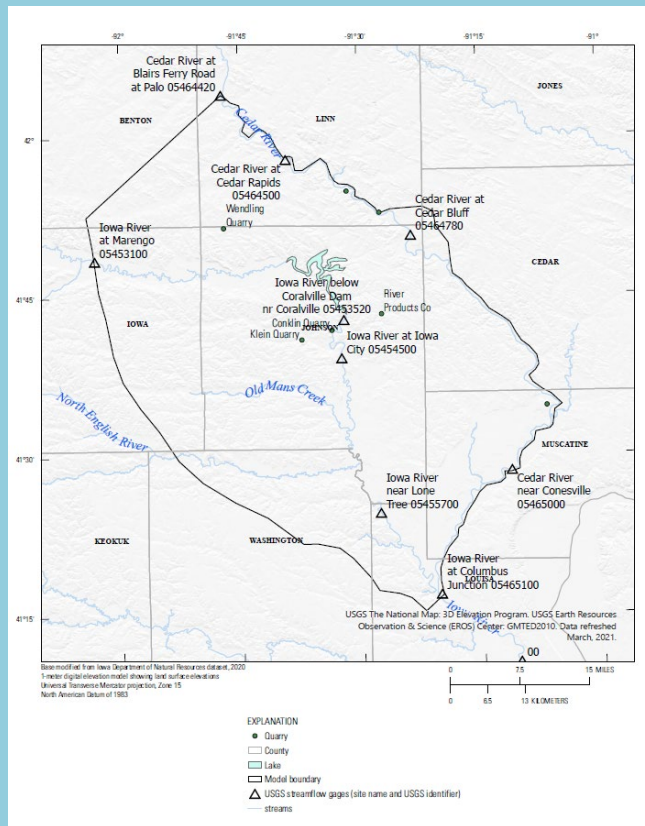 -92°
-91°45
-91°30
-91°15
-91°
Cedar River at
Blairs Ferry Road
at Palo 05464420
JONES
BENTON
LINN
Cedar River
42°
Cedar River at
Cedar Rapids
05464500
Wendling
Quarry
Cedar River at
Cedar Bluff
05464780
Iowa River
at Marengo
05453100
CEDAR
41°45
Iowa River below
Coralville Dam
nr Coralville 05453520
River
Products Co
IOWA
Conklin Quarry
JOHNSON
Klein Quarry
Iowa River at Iowa
City 05454500
Old Mans Creek
North English River
MUSCATINE
41°30
Iowa River
near Lone
Tree 05455700
Cedar River
near Conesville
05465000
KEOKUK
WASHINGTON
Iowa River
at Columbus
Junction 05465100
LOUISA
Iowa River
41°15
USGS The National Map: 3D Elevation Program. USGS Earth Resources
Observation & Science (EROS) Center: GMTED2010. Data refreshed
March, 2021.
00
Base modified from Iowa Department of Natural Resources dataset, 2020
1-meter digital elevation model showing land surface elevations
Universal Transverse Mercator projection, Zone 15
North American Datum of 1983
0 7.5 15 MILES
0 6.5 13 KILOMETERS
EXPLANATION
Quarry
County
Lake
Model boundary
USGS streamflow gages (site name and USGS identifier)
streams